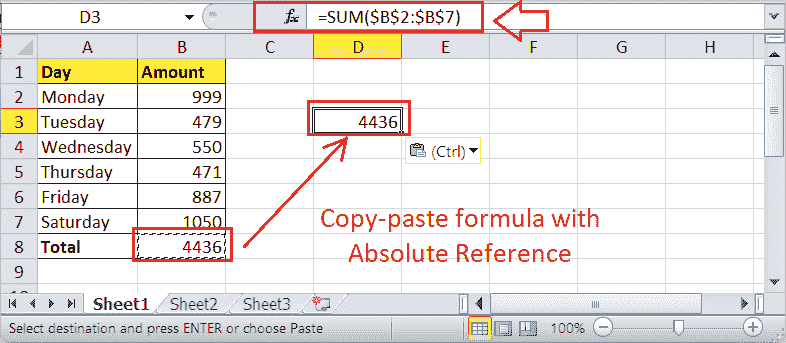 D3 fx =SUM($B$2:$B$7)
A B C D E F G H
1 Day Amount
2 Monday 999
3 Tuesday 479 4436
4 Wednesday 550 (Ctrl)
5 Thursday 471
6 Friday 887
7 Saturday 1050 Copy-paste formula with
8 Total 4436 Absolute Reference
9
Sheet1 Sheet2 Sheet3
Select destination and press ENTER or choose Paste 100%